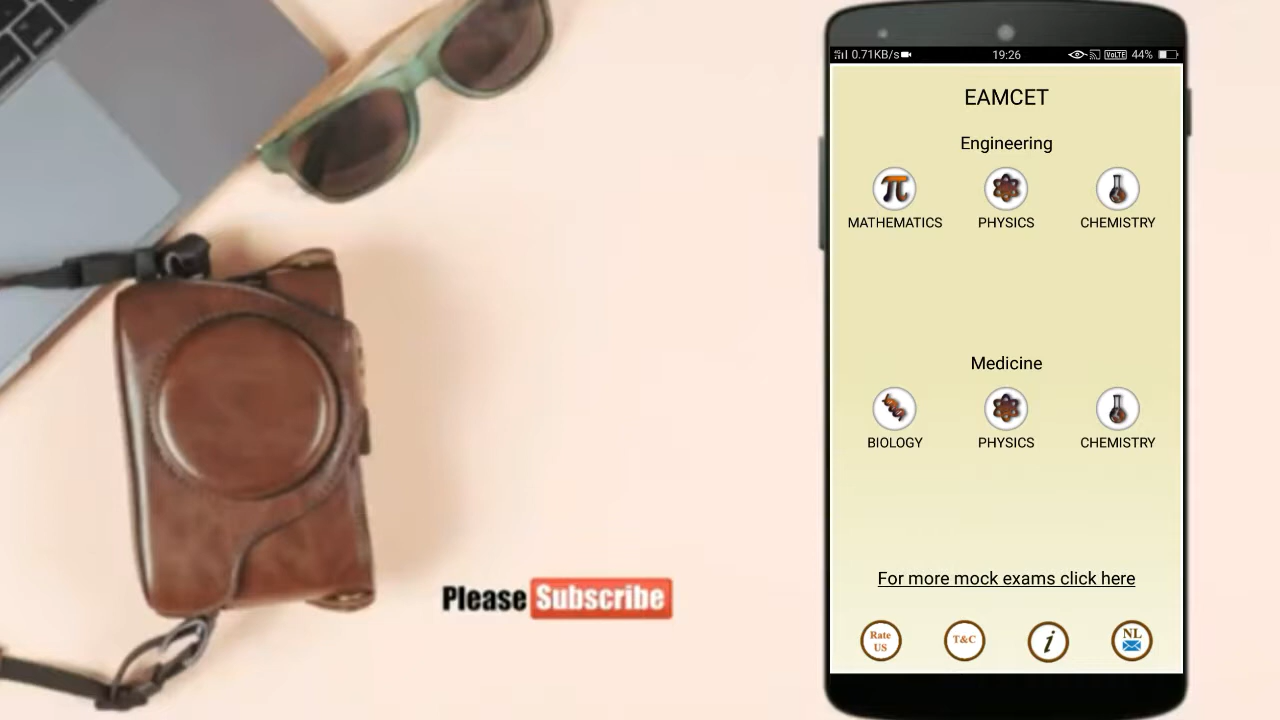 0.71KB/s 19:26 VoLTE 44%
EAMCET
Engineering
MATHEMATICS PHYSICS CHEMISTRY
Medicine
BIOLOGY PHYSICS CHEMISTRY
For more mock exams click here
Rate
US
T&C
i
NL
Please Subscribe